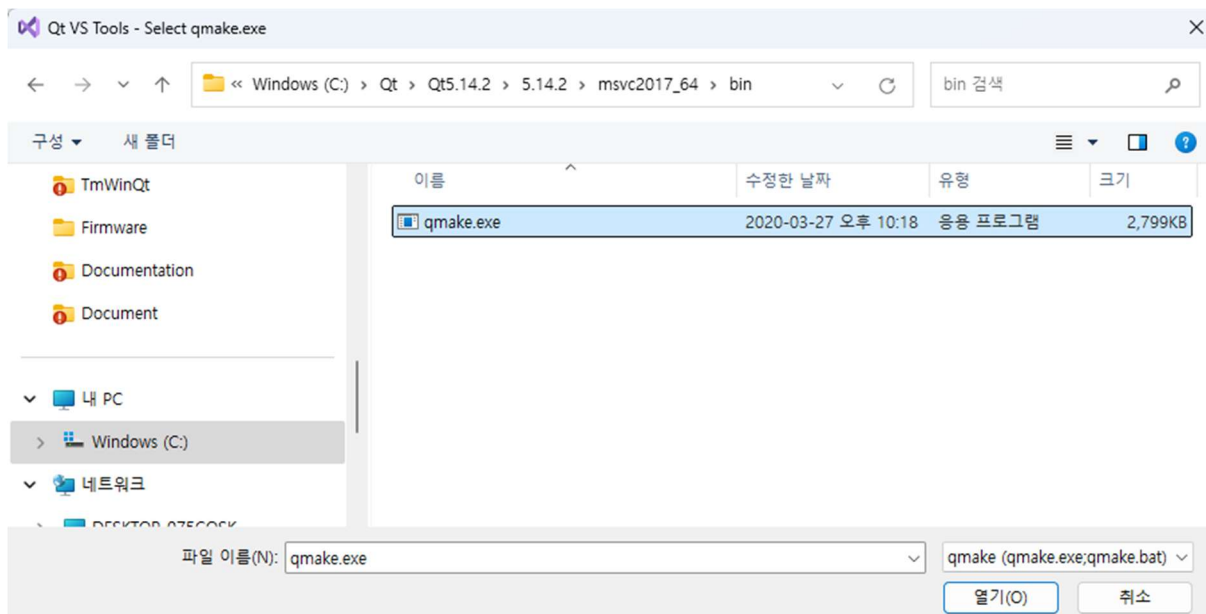 Qt VS Tools - Select qmake.exe
« Windows (C:) › Qt › Qt5.14.2 › 5.14.2 › msvc2017_64 › bin
bin 검색
구성
새 폴더
이름 수정한 날짜 유형 크기
TmWinQt
qmake.exe 2020-03-27 오후 10:18 응용 프로그램 2,799KB
Firmware
Documentation
Document
내 PC
Windows (C:)
네트워크
파일 이름(N): qmake.exe
qmake (qmake.exe;qmake.bat)
열기(O) 취소